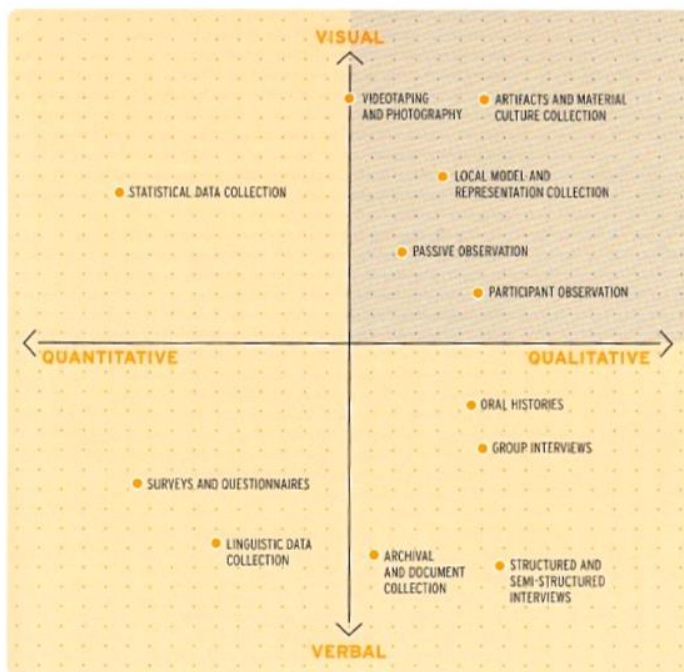 VISUAL
VIDEOTAPING
AND PHOTOGRAPHY
ARTIFACTS AND MATERIAL
CULTURE COLLECTION
LOCAL MODEL AND
REPRESENTATION COLLECTION
STATISTICAL DATA COLLECTION
PASSIVE OBSERVATION
PARTICIPANT OBSERVATION
QUANTITATIVE
QUALITATIVE
ORAL HISTORIES
GROUP INTERVIEWS
SURVEYS AND QUESTIONNAIRES
LINGUISTIC DATA
COLLECTION
ARCHIVAL
AND DOCUMENT
COLLECTION
STRUCTURED AND
SEMI-STRUCTURED
INTERVIEWS
VERBAL